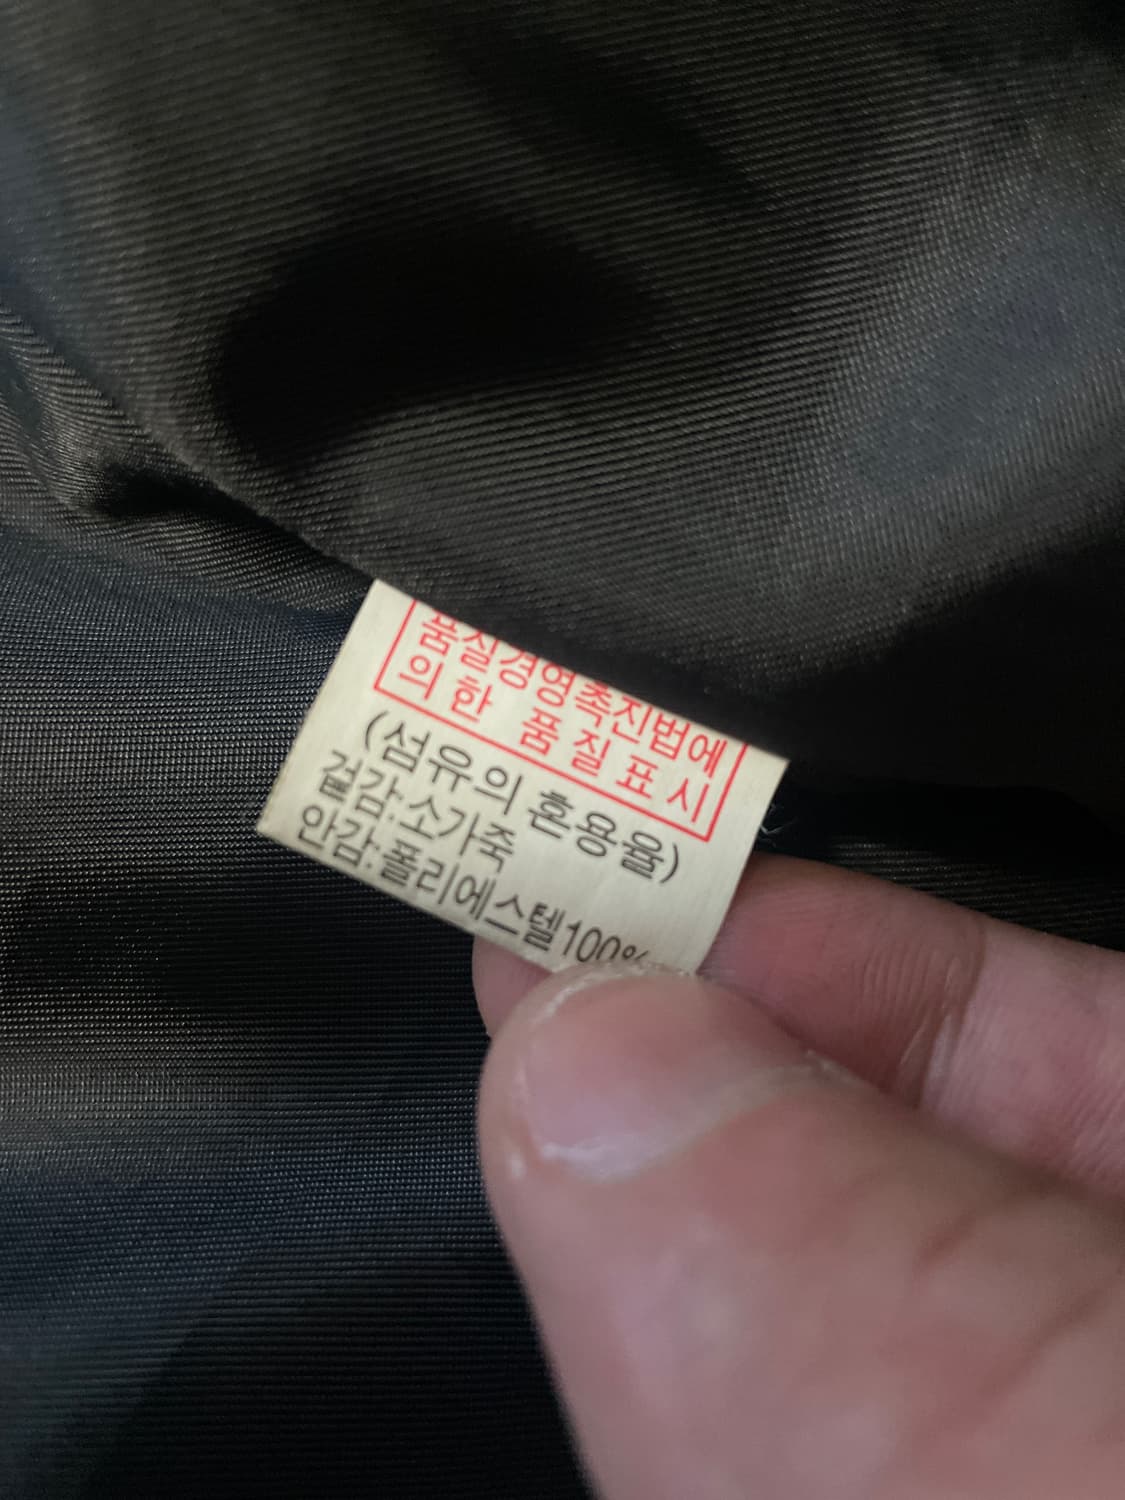 품질경영촉진법에
의한 품질표시
(섬유의 혼용율)
겉감:소가죽
안감:폴리에스텔100%